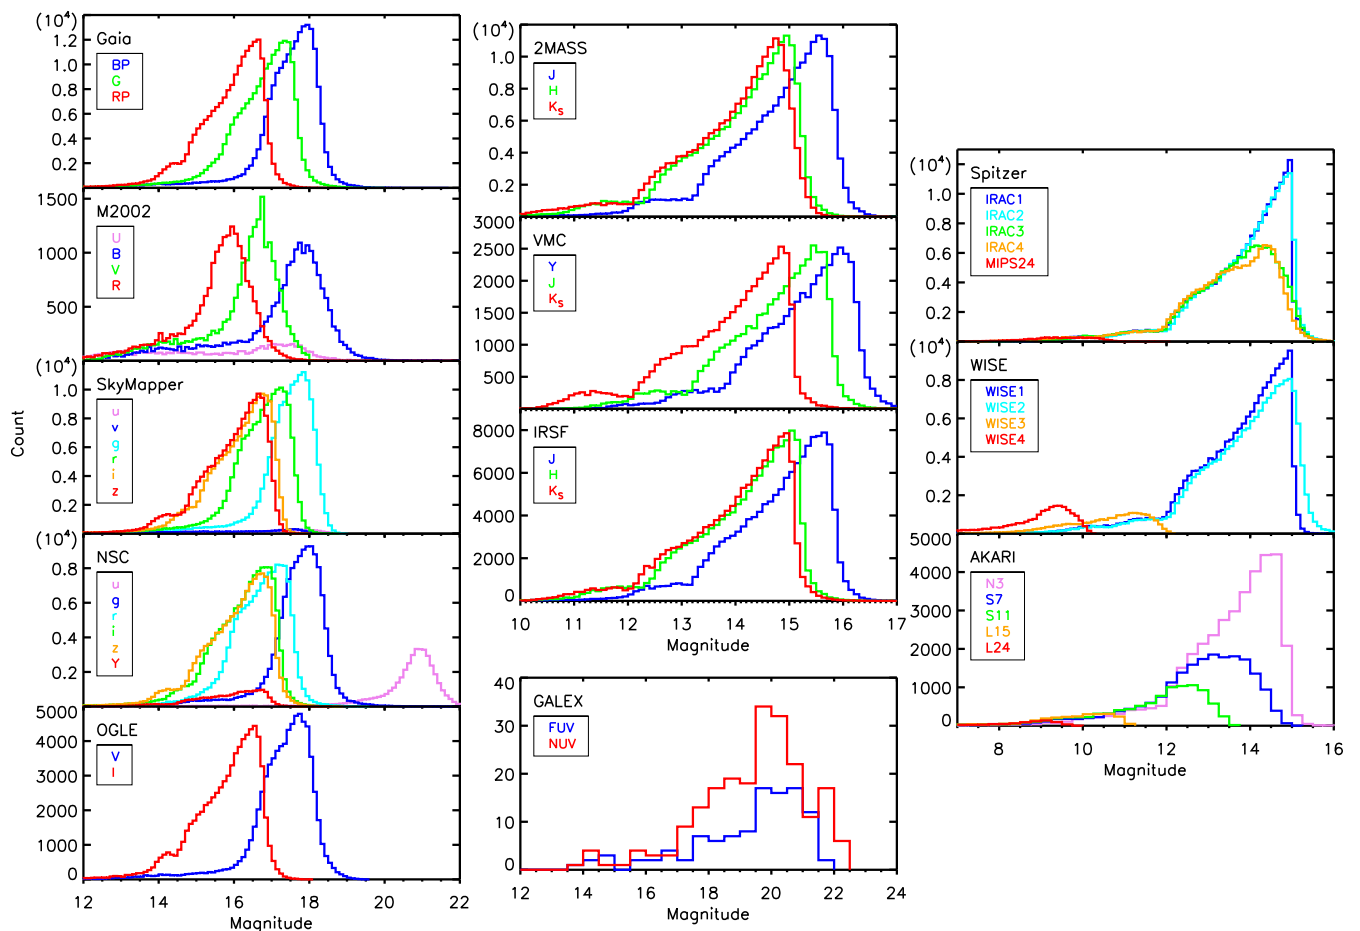 (10⁴)
Gaia
BP
G
RP
1.2
1.0
0.8
0.6
0.4
0.2
M2002
U
B
V
R
1500
1000
500
(10⁴)
SkyMapper
u
v
g
r
i
z
1.0
0.8
0.6
0.4
0.2
(10⁴)
NSC
u
g
r
i
z
Y
0.8
0.6
0.4
0.2
OGLE
V
I
5000
4000
3000
2000
1000
0
12 14 16 18 20 22
Magnitude
Count
(10⁴)
2MASS
J
H
Ks
1.0
0.8
0.6
0.4
0.2
VMC
Y
J
Ks
3000
2500
2000
1500
1000
500
IRSF
J
H
Ks
8000
6000
4000
2000
0
10 11 12 13 14 15 16 17
Magnitude
GALEX
FUV
NUV
40
30
20
10
0
12 14 16 18 20 22 24
Magnitude
(10⁴)
Spitzer
IRAC1
IRAC2
IRAC3
IRAC4
MIPS24
1.0
0.8
0.6
0.4
0.2
(10⁴)
WISE
WISE1
WISE2
WISE3
WISE4
0.8
0.6
0.4
0.2
AKARI
N3
S7
S11
L15
L24
5000
4000
3000
2000
1000
0
8 10 12 14 16
Magnitude